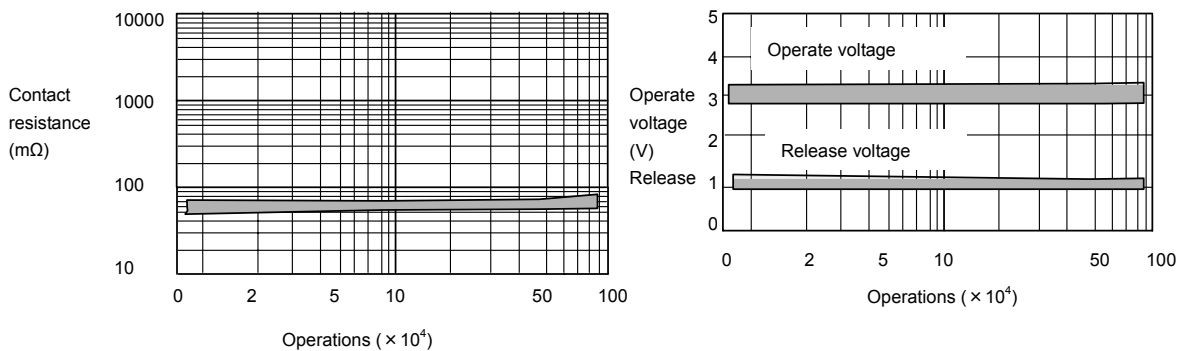 10000
1000
100
10
Contact
resistance
(mΩ)
0 2 5 10 50 100
Operations ( × 10⁴)
5
4
3
2
1
0
Operate
voltage
(V)
Release
Operate voltage
Release voltage
0 2 5 10 50 100
Operations ( × 10⁴)